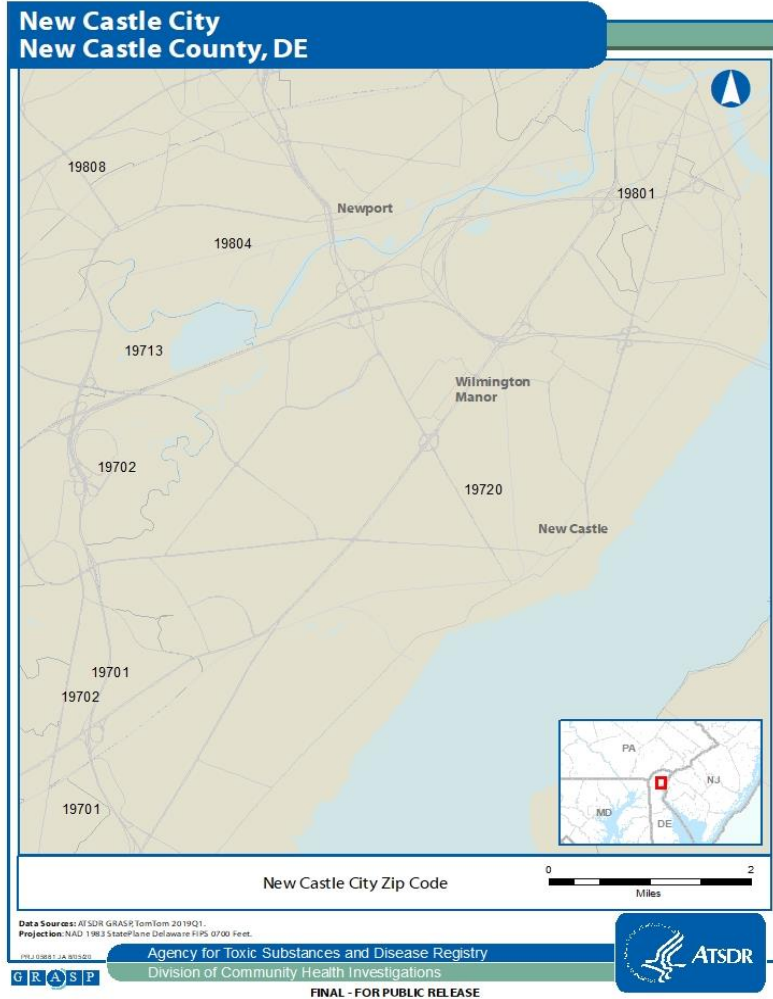 New Castle City
New Castle County, DE
19808
19801
Newport
19804
19713
Wilmington
Manor
19702
19720
New Castle
19701
19702
19701
PA
NJ
MD
DE
New Castle City Zip Code
0 2
Miles
Data Sources: ATSDR GRASP, TomTom 2019Q1.
Projection: NAD 1983 StatePlane Delaware FIPS 0700 Feet.
Agency for Toxic Substances and Disease Registry
Division of Community Health Investigations
ATSDR
G R A S P
FINAL - FOR PUBLIC RELEASE